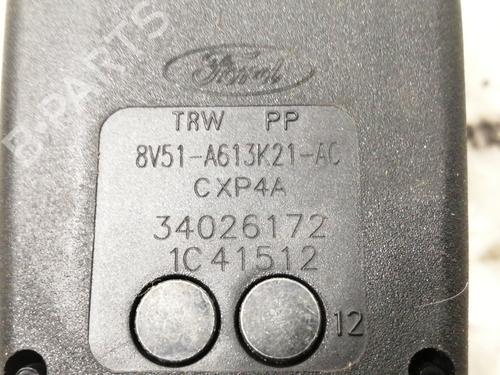 Ford
TRW PP
8V51-A613K21-AC
CXP4A
34026172
1C41512
12
B-PARTS